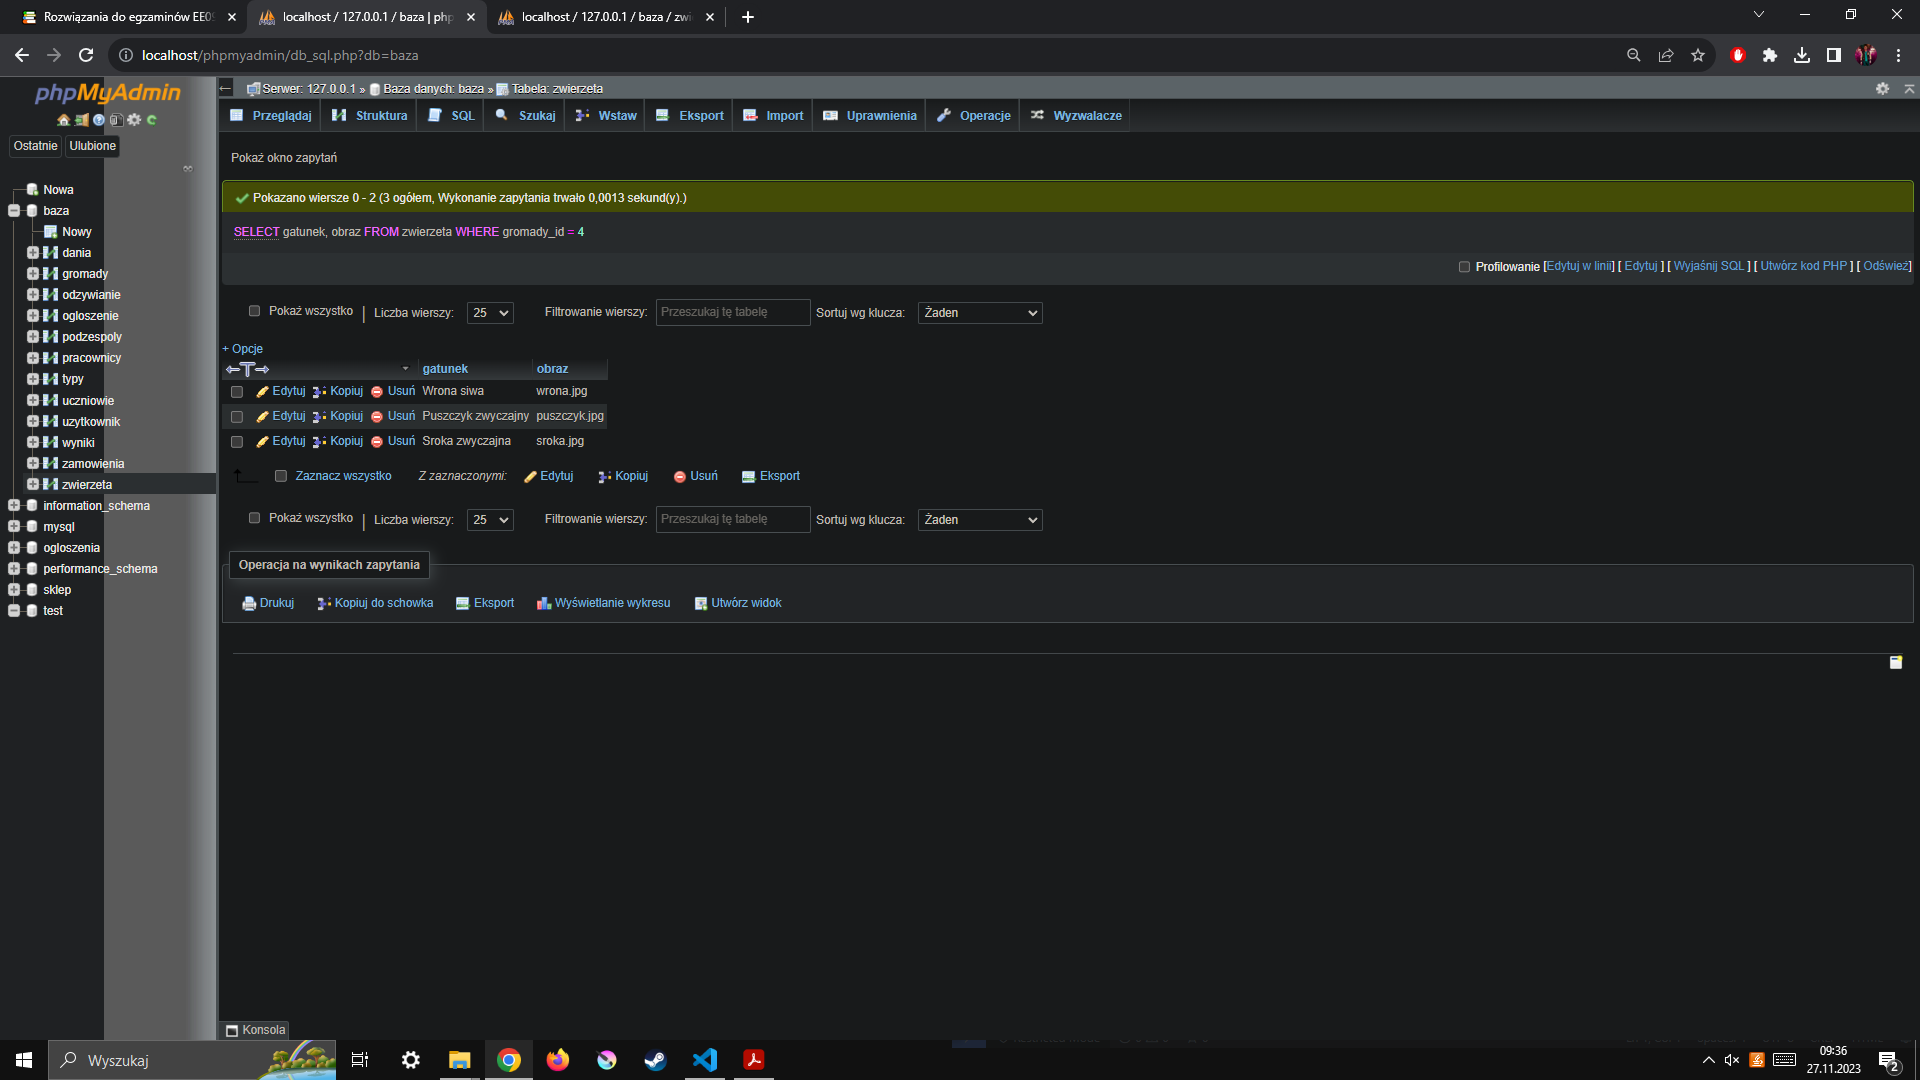 Rozwiązania do egzaminów EE09
localhost / 127.0.0.1 / baza | php
localhost / 127.0.0.1 / baza / zwi
localhost/phpmyadmin/db_sql.php?db=baza
phpMyAdmin
Ostatnie Ulubione
Nowa
baza
Nowy
dania
gromady
odzywianie
ogloszenie
podzespoly
pracownicy
typy
uczniowie
uzytkownik
wyniki
zamowienia
zwierzeta
information_schema
mysql
ogloszenia
performance_schema
sklep
test
Serwer: 127.0.0.1 » Baza danych: baza » Tabela: zwierzeta
Przeglądaj Struktura SQL Szukaj Wstaw Eksport Import Uprawnienia Operacje Wyzwalacze
Pokaż okno zapytań
Pokazano wiersze 0 - 2 (3 ogółem, Wykonanie zapytania trwało 0,0013 sekund(y).)
SELECT gatunek, obraz FROM zwierzeta WHERE gromady_id = 4
Profilowanie [Edytuj w linii] [ Edytuj ] [ Wyjaśnij SQL ] [ Utwórz kod PHP ] [ Odśwież]
Pokaż wszystko | Liczba wierszy: 25 Filtrowanie wierszy: Przeszukaj tę tabelę Sortuj wg klucza: Żaden
+ Opcje
←T→ gatunek obraz
Edytuj Kopiuj Usuń Wrona siwa wrona.jpg
Edytuj Kopiuj Usuń Puszczyk zwyczajny puszczyk.jpg
Edytuj Kopiuj Usuń Sroka zwyczajna sroka.jpg
Zaznacz wszystko Z zaznaczonymi: Edytuj Kopiuj Usuń Eksport
Pokaż wszystko | Liczba wierszy: 25 Filtrowanie wierszy: Przeszukaj tę tabelę Sortuj wg klucza: Żaden
Operacja na wynikach zapytania
Drukuj Kopiuj do schowka Eksport Wyświetlanie wykresu Utwórz widok
Konsola
Wyszukaj
09:36
27.11.2023
2